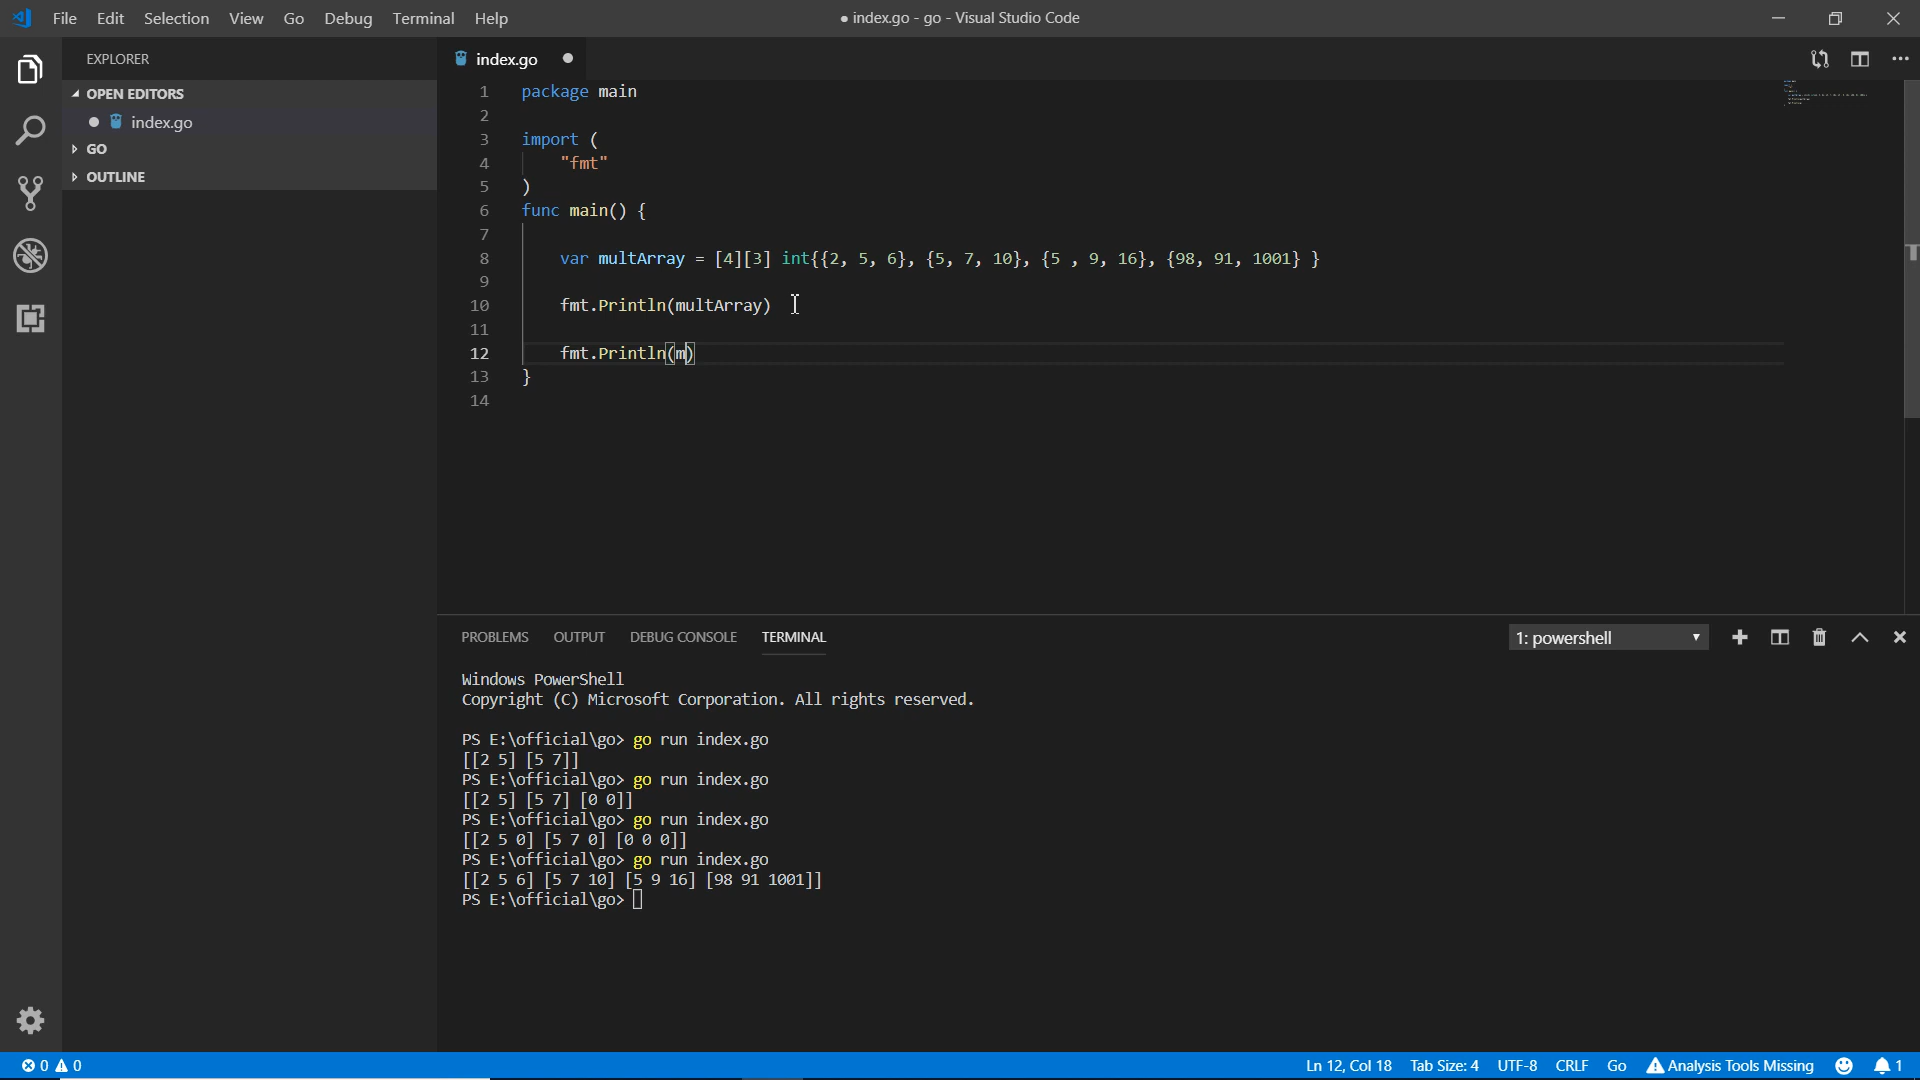 File Edit Selection View Go Debug Terminal Help
● index.go - go - Visual Studio Code
EXPLORER
OPEN EDITORS
index.go
GO
OUTLINE
index.go
1 package main
2
3 import (
4 "fmt"
5 )
6 func main() {
7
8 var multArray = [4][3] int{{2, 5, 6}, {5, 7, 10}, {5 , 9, 16}, {98, 91, 1001} }
9
10 fmt.Println(multArray)
11
12 fmt.Println(m)
13 }
14
PROBLEMS OUTPUT DEBUG CONSOLE TERMINAL
1: powershell
Windows PowerShell
Copyright (C) Microsoft Corporation. All rights reserved.
PS E:\official\go> go run index.go
[[2 5] [5 7]]
PS E:\official\go> go run index.go
[[2 5] [5 7] [0 0]]
PS E:\official\go> go run index.go
[[2 5 0] [5 7 0] [0 0 0]]
PS E:\official\go> go run index.go
[[2 5 6] [5 7 10] [5 9 16] [98 91 1001]]
PS E:\official\go>
0 0
Ln 12, Col 18 Tab Size: 4 UTF-8 CRLF Go Analysis Tools Missing 1